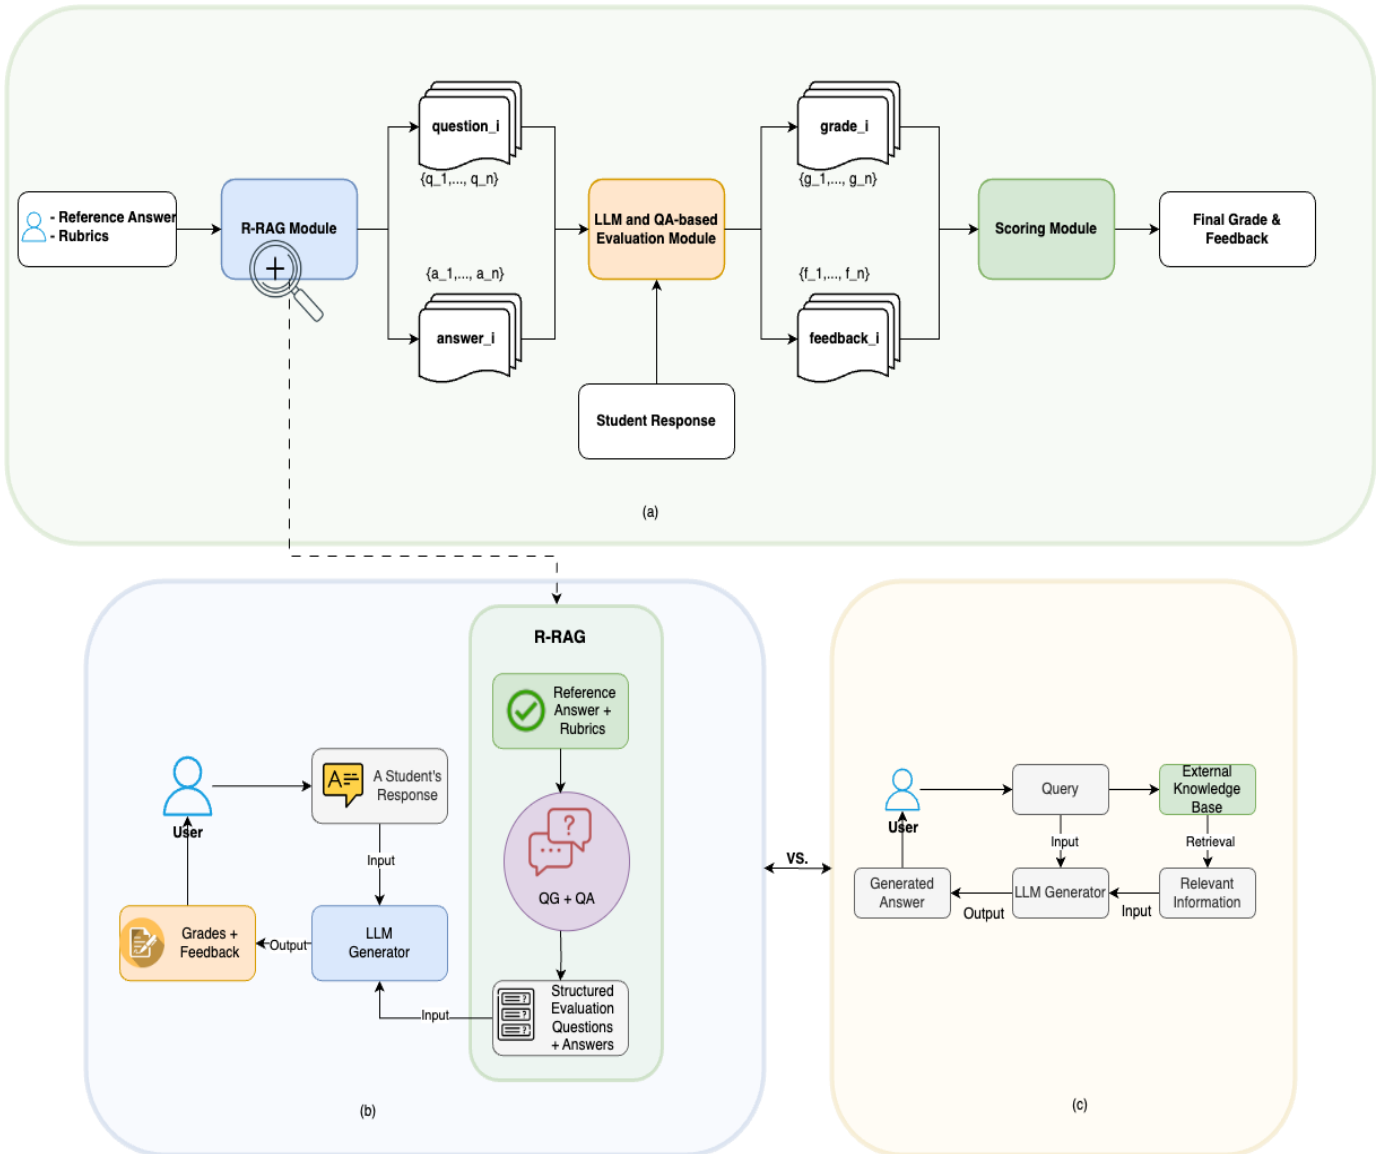 - Reference Answer
- Rubrics
R-RAG Module
question_i
{q_1,..., q_n}
{a_1,..., a_n}
answer_i
LLM and QA-based
Evaluation Module
Student Response
grade_i
{g_1,..., g_n}
{f_1,..., f_n}
feedback_i
Scoring Module
Final Grade &
Feedback
(a)
R-RAG
Reference
Answer +
Rubrics
QG + QA
Structured
Evaluation
Questions
+ Answers
User
A Student's
Response
Input
LLM
Generator
Input
Output
Grades +
Feedback
(b)
VS.
User
Query
External
Knowledge
Base
Input
Retrieval
Generated
Answer
Output
LLM Generator
Input
Relevant
Information
(c)